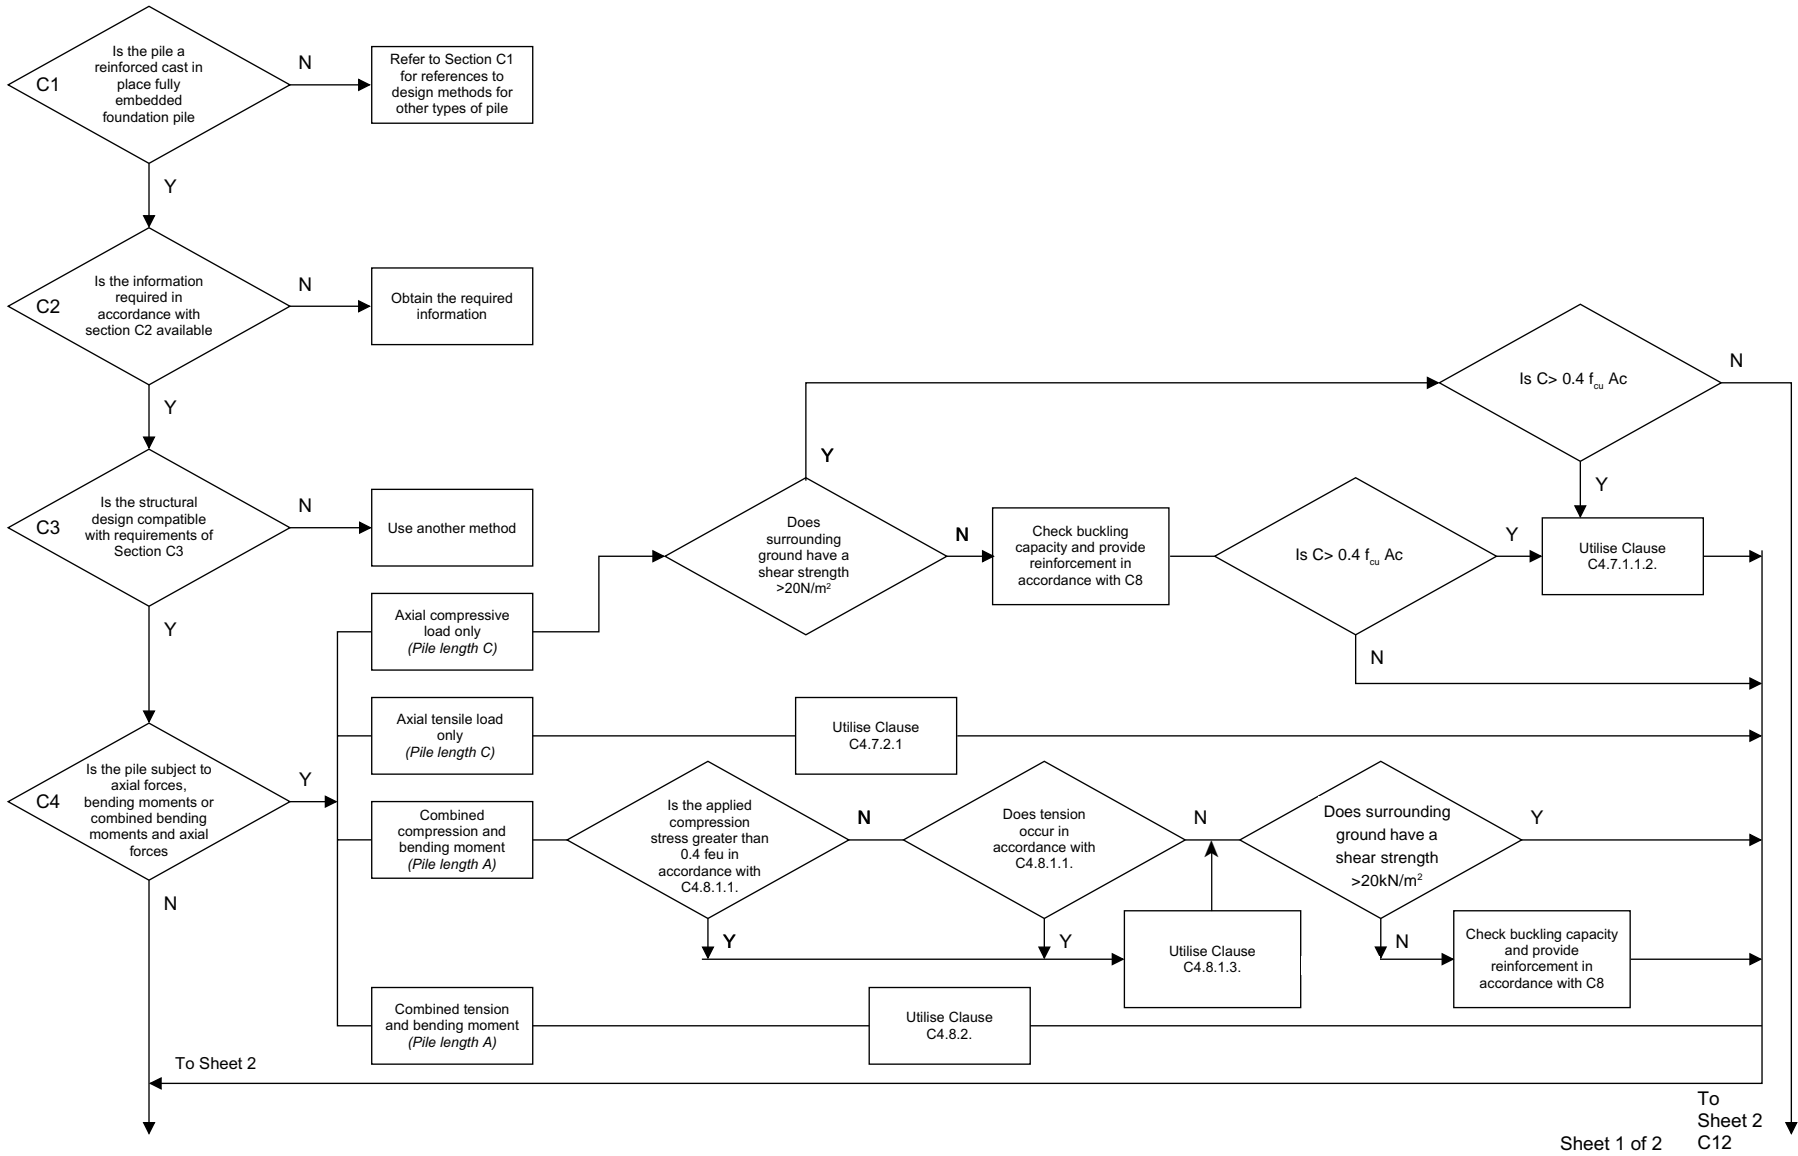 C1
Is the pile a
reinforced cast in
place fully
embedded
foundation pile
N
Refer to Section C1
for references to
design methods for
other types of pile
Y
C2
Is the information
required in
accordance with
section C2 available
N
Obtain the required
information
Y
C3
Is the structural
design compatible
with requirements of
Section C3
N
Use another method
Y
C4
Is the pile subject to
axial forces,
bending moments or
combined bending
moments and axial
forces
Y
N
Axial compressive
load only
(Pile length C)
Does
surrounding
ground have a
shear strength
>20N/m²
Y
N
Is C> 0.4 fcu Ac
N
Y
Check buckling
capacity and provide
reinforcement in
accordance with C8
Is C> 0.4 fcu Ac
Y
N
Utilise Clause
C4.7.1.1.2.
Axial tensile load
only
(Pile length C)
Utilise Clause
C4.7.2.1
Combined
compression and
bending moment
(Pile length A)
Is the applied
compression
stress greater than
0.4 feu in
accordance with
C4.8.1.1.
N
Y
Does tension
occur in
accordance with
C4.8.1.1.
N
Y
Utilise Clause
C4.8.1.3.
Does surrounding
ground have a
shear strength
>20kN/m²
Y
N
Check buckling capacity
and provide
reinforcement in
accordance with C8
Combined tension
and bending moment
(Pile length A)
Utilise Clause
C4.8.2.
To Sheet 2
To
Sheet 2
C12
Sheet 1 of 2